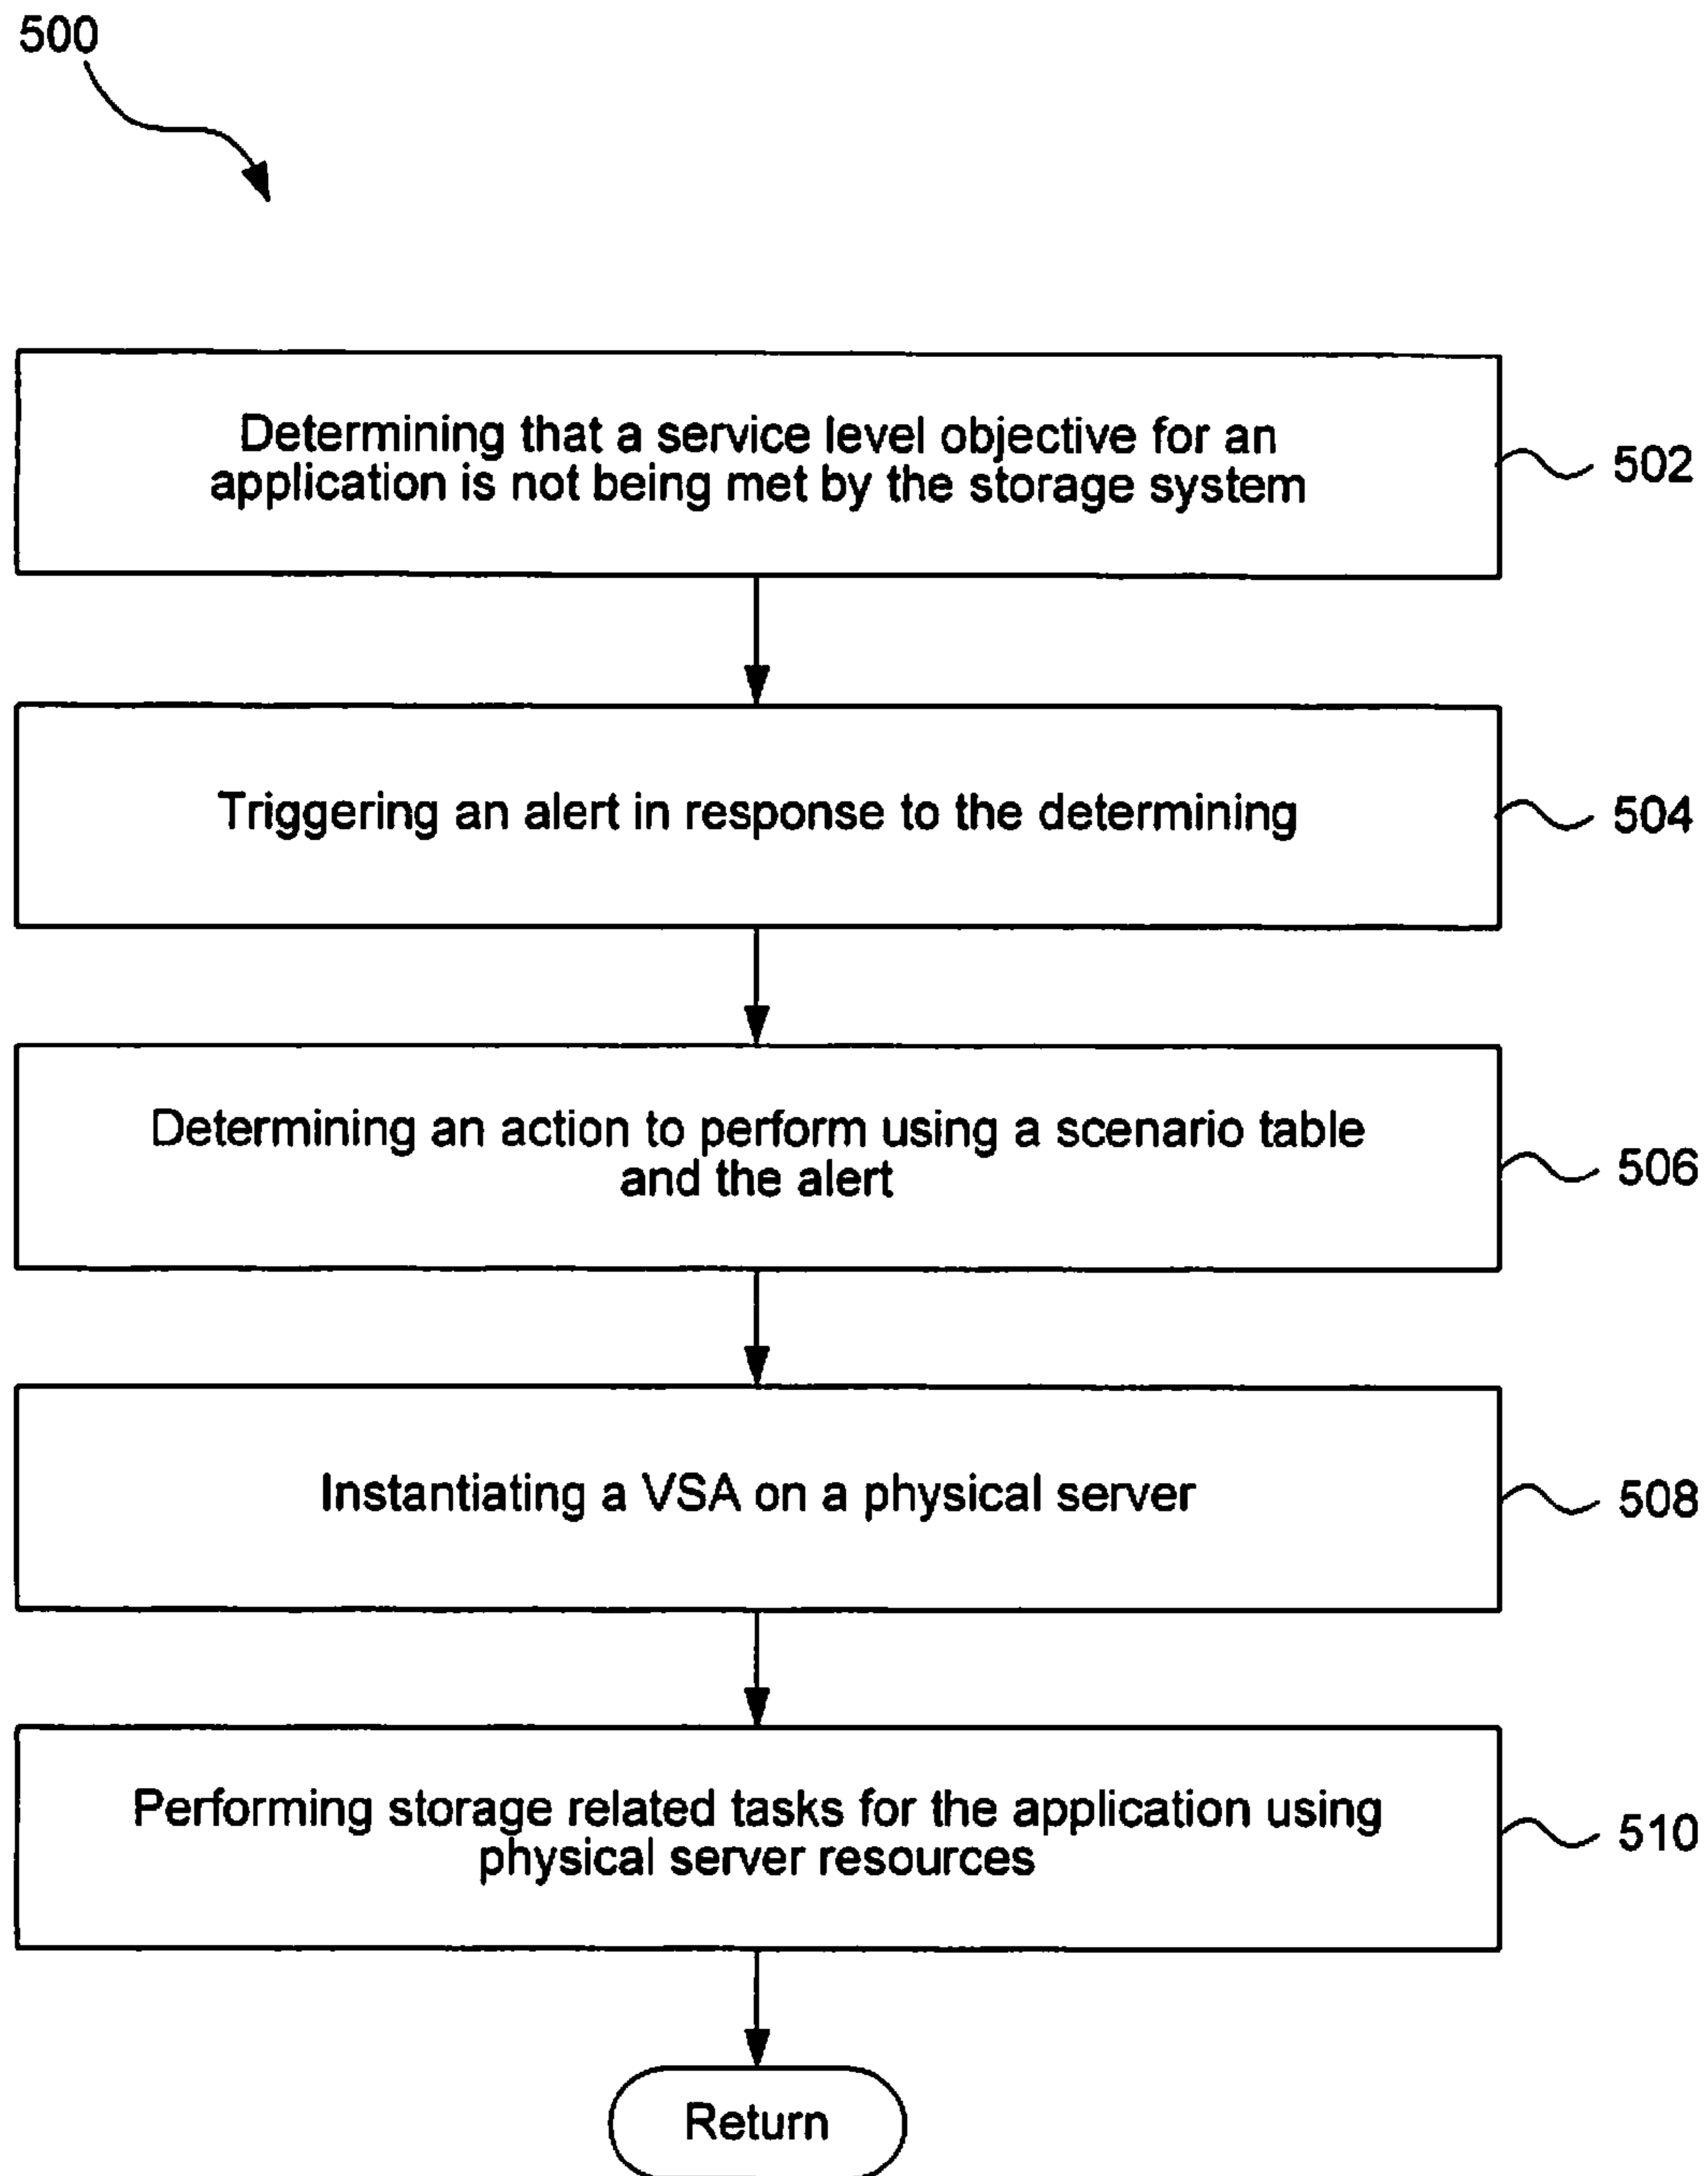 500
Determining that a service level objective for an
application is not being met by the storage system
502
Triggering an alert in response to the determining
504
Determining an action to perform using a scenario table
and the alert
506
Instantiating a VSA on a physical server
508
Performing storage related tasks for the application using
physical server resources
510
Return